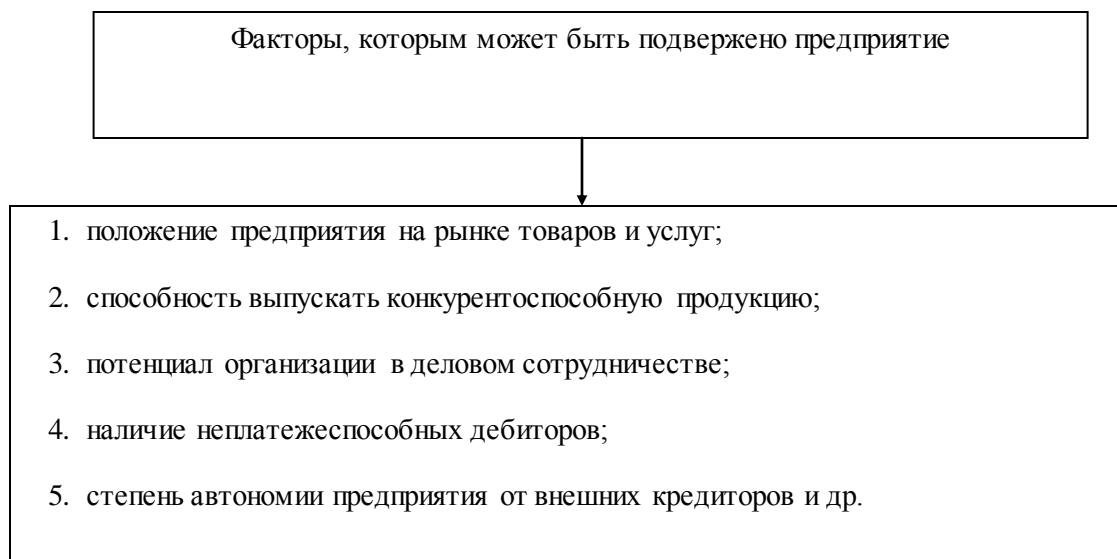 Факторы, которым может быть подвержено предприятие
1. положение предприятия на рынке товаров и услуг;
2. способность выпускать конкурентоспособную продукцию;
3. потенциал организации в деловом сотрудничестве;
4. наличие неплатежеспособных дебиторов;
5. степень автономии предприятия от внешних кредиторов и др.